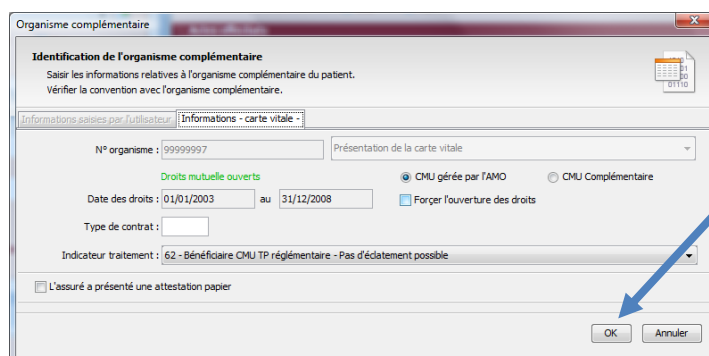 Organisme complémentaire
Identification de l'organisme complémentaire
Saisir les informations relatives à l'organisme complémentaire du patient.
Vérifier la convention avec l'organisme complémentaire.
Informations saisies par l'utilisateur Informations - carte vitale -
N° organisme : 99999997 Présentation de la carte vitale
Droits mutuelle ouverts CMU gérée par l'AMO CMU Complémentaire
Date des droits : 01/01/2003 au 31/12/2008 Forcer l'ouverture des droits
Type de contrat :
Indicateur traitement : 62 - Bénéficiaire CMU TP réglémentaire - Pas d'éclatement possible
L'assuré a présenté une attestation papier
OK Annuler